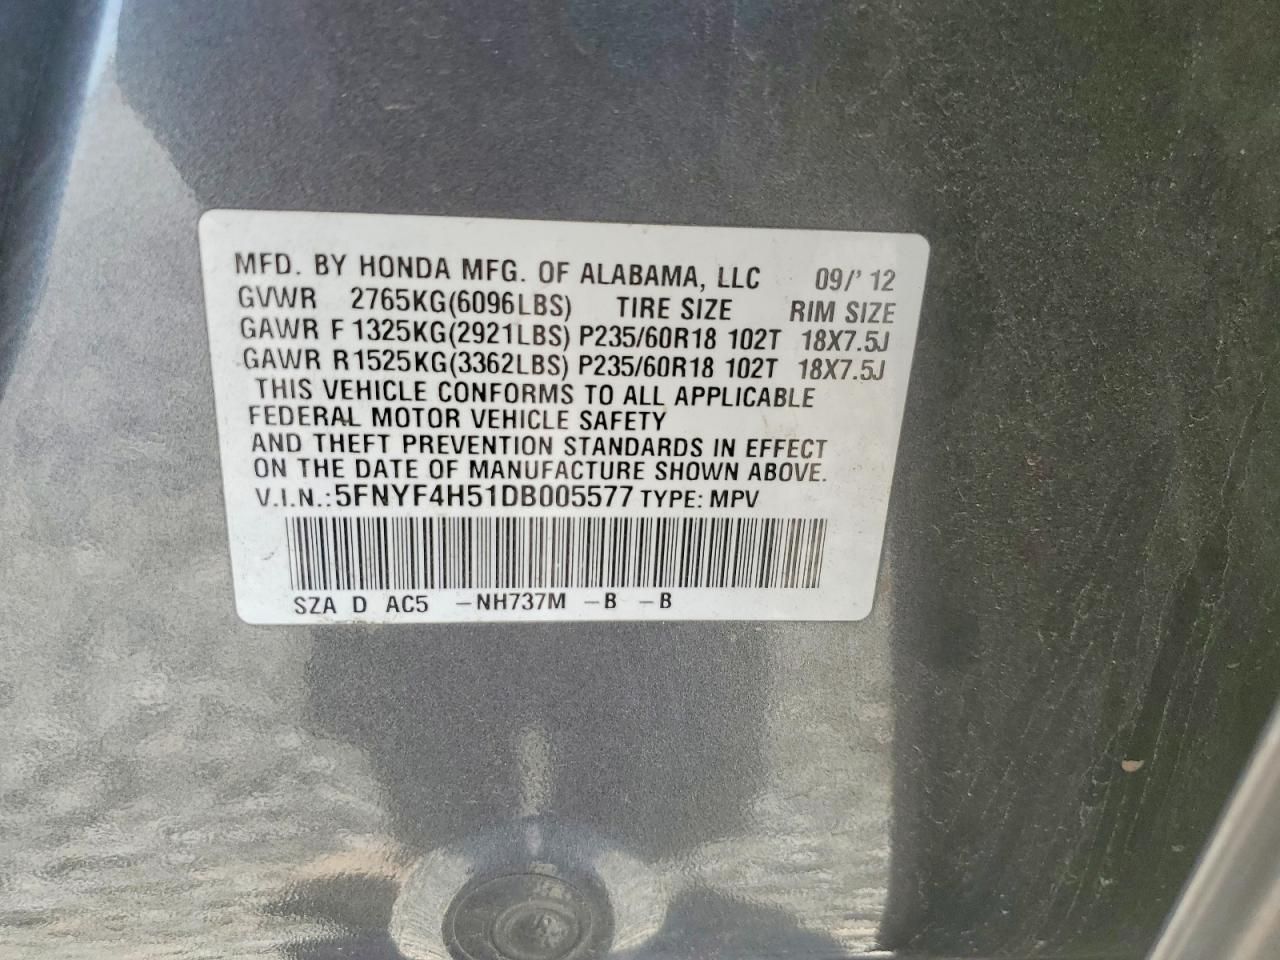 MFD. BY HONDA MFG. OF ALABAMA, LLC 09/' 12
GVWR 2765KG(6096LBS) TIRE SIZE RIM SIZE
GAWR F 1325KG(2921LBS) P235/60R18 102T 18X7.5J
GAWR R1525KG(3362LBS) P235/60R18 102T 18X7.5J
THIS VEHICLE CONFORMS TO ALL APPLICABLE
FEDERAL MOTOR VEHICLE SAFETY
AND THEFT PREVENTION STANDARDS IN EFFECT
ON THE DATE OF MANUFACTURE SHOWN ABOVE.
V.I.N.:5FNYF4H51DB005577 TYPE: MPV
SZA D AC5 –NH737M –B –B